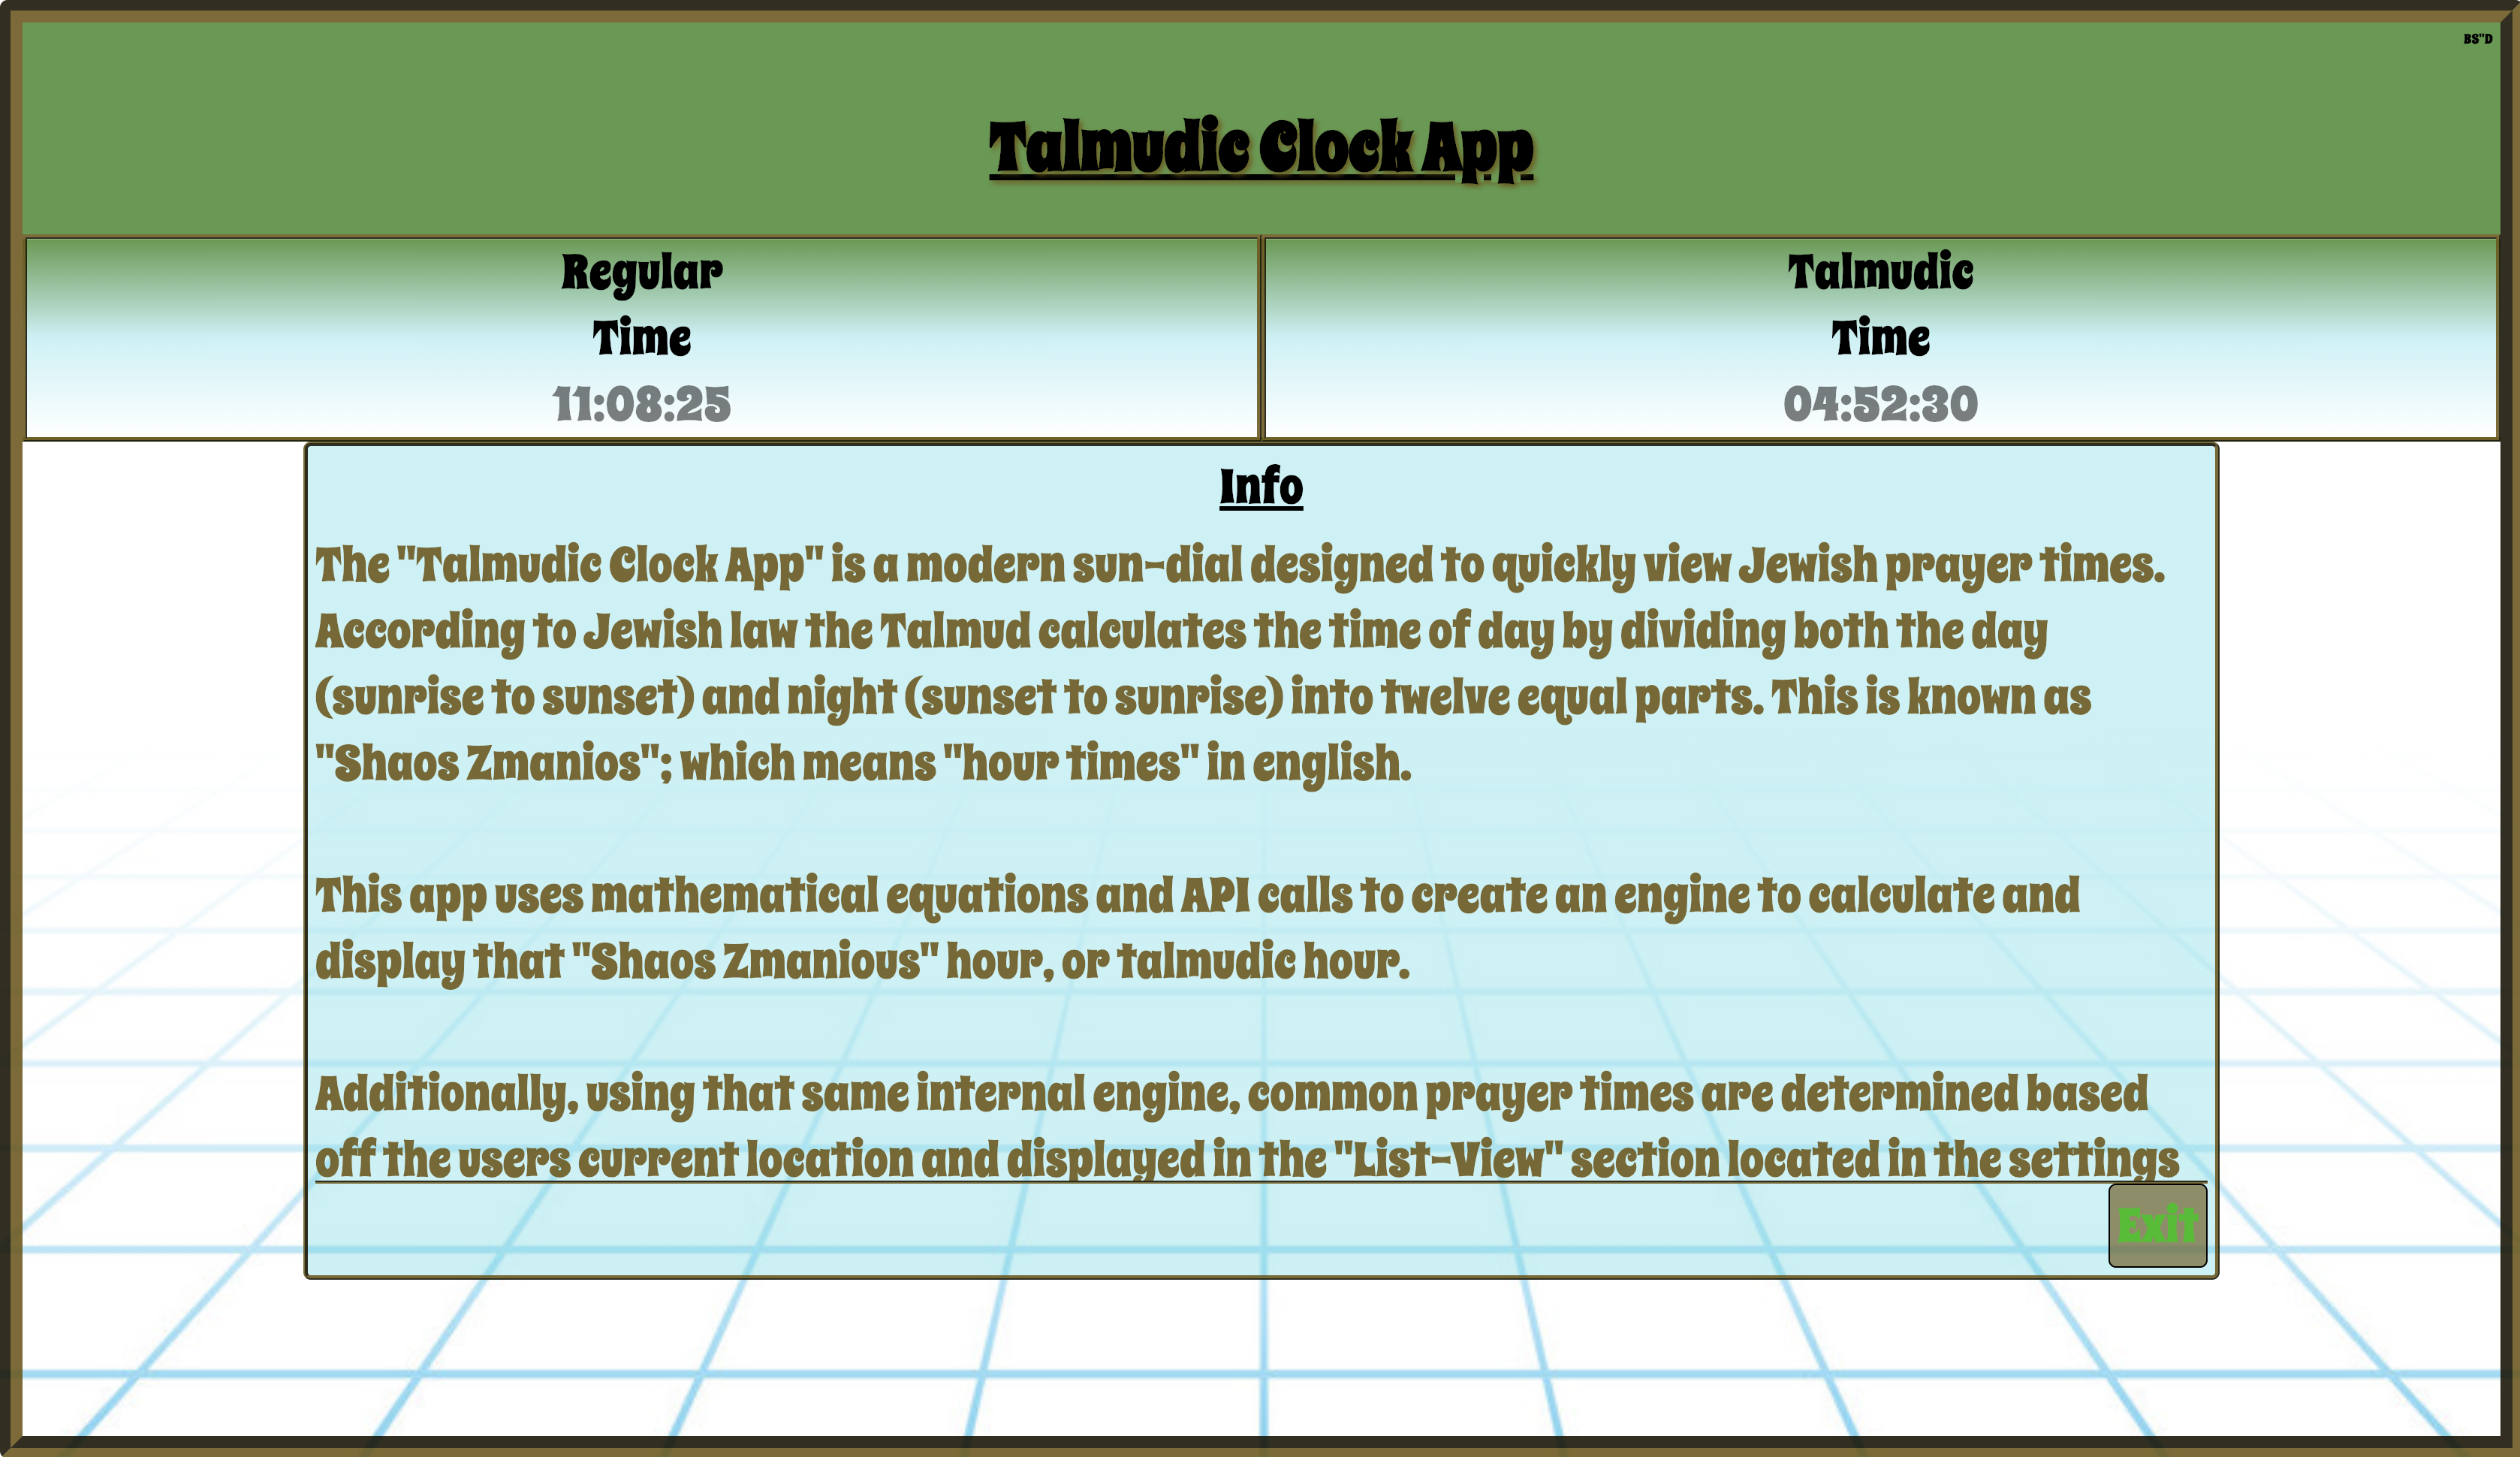 BS"D
Talmudic Clock App
Regular
Time
11:08:25
Talmudic
Time
04:52:30
Info
The "Talmudic Clock App" is a modern sun-dial designed to quickly view Jewish prayer times.
According to Jewish law the Talmud calculates the time of day by dividing both the day
(sunrise to sunset) and night (sunset to sunrise) into twelve equal parts. This is known as
"Shaos Zmanios"; which means "hour times" in english.
This app uses mathematical equations and API calls to create an engine to calculate and
display that "Shaos Zmanious" hour, or talmudic hour.
Additionally, using that same internal engine, common prayer times are determined based
off the users current location and displayed in the "List-View" section located in the settings
Exit